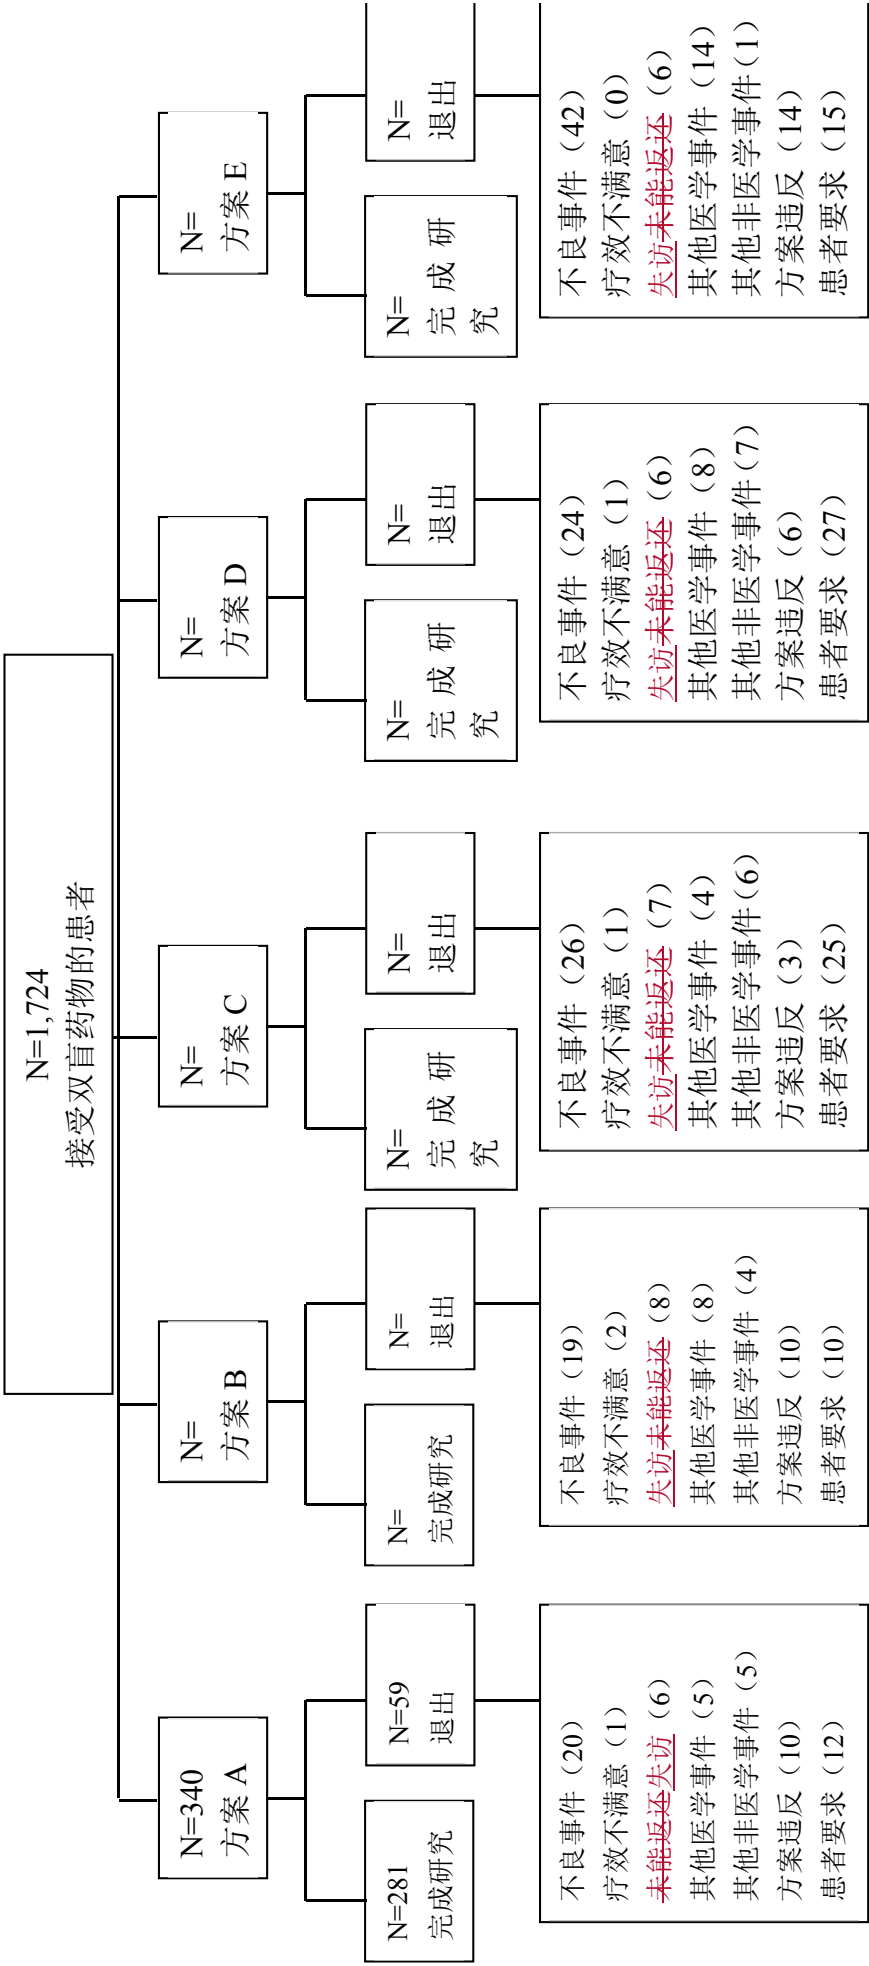 N=1,724
接受双盲药物的患者
N=340
方案 A
N=
方案 B
N=
方案 C
N=
方案 D
N=
方案 E
N=281
完成研究
N=59
退出
N=
完成研究
N=
退出
N=
完 成 研
究
N=
退出
N=
完 成 研
究
N=
退出
N=
完 成 研
究
N=
退出
不良事件（20）
疗效不满意（1）
未能返还失访（6）
其他医学事件（5）
其他非医学事件（5）
方案违反（10）
患者要求（12）
不良事件（19）
疗效不满意（2）
失访未能返还（8）
其他医学事件（8）
其他非医学事件（4）
方案违反（10）
患者要求（10）
不良事件（26）
疗效不满意（1）
失访未能返还（7）
其他医学事件（4）
其他非医学事件（6）
方案违反（3）
患者要求（25）
不良事件（24）
疗效不满意（1）
失访未能返还（6）
其他医学事件（8）
其他非医学事件（7）
方案违反（6）
患者要求（27）
不良事件（42）
疗效不满意（0）
失访未能返还（6）
其他医学事件（14）
其他非医学事件（1）
方案违反（14）
患者要求（15）